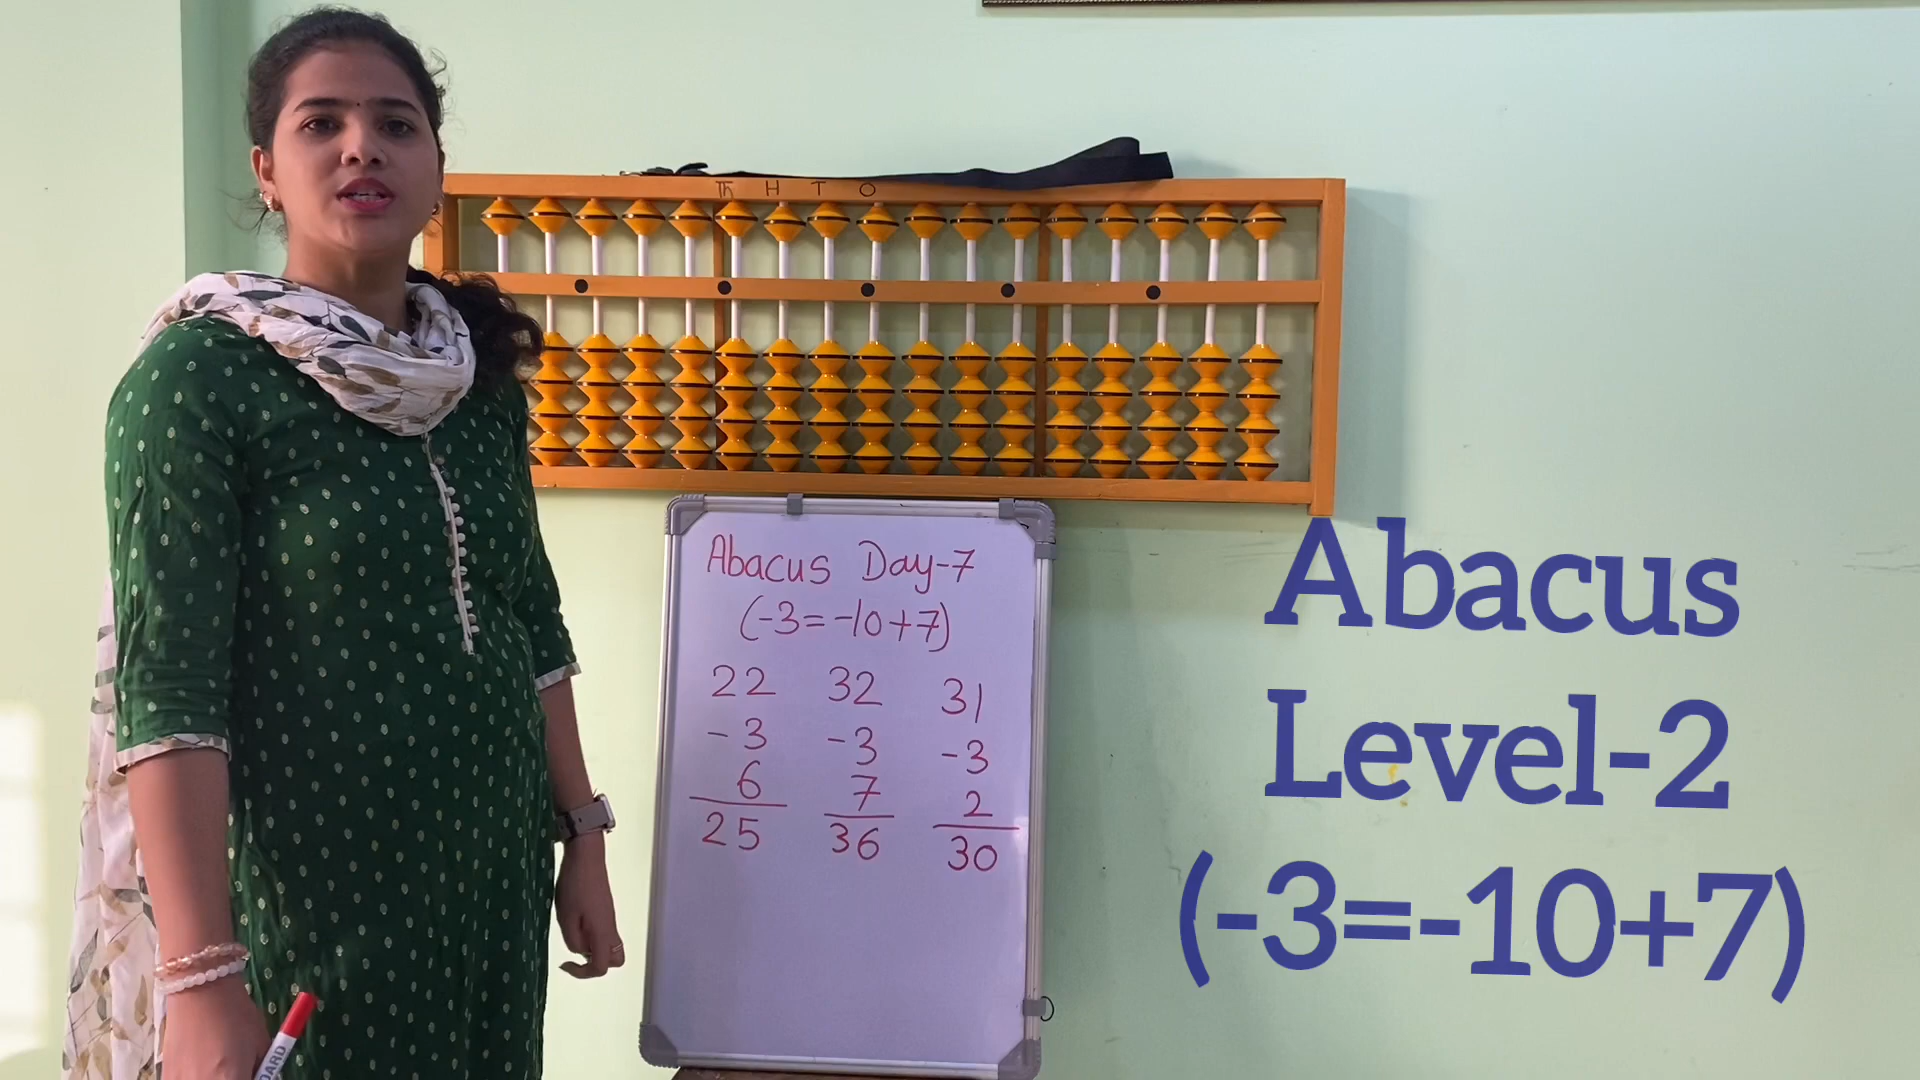 Th H T O
Abacus Day-7
(-3=-10+7)
22 32 31
-3 -3 -3
6 7 2
25 36 30
Abacus
Level-2
(-3=-10+7)